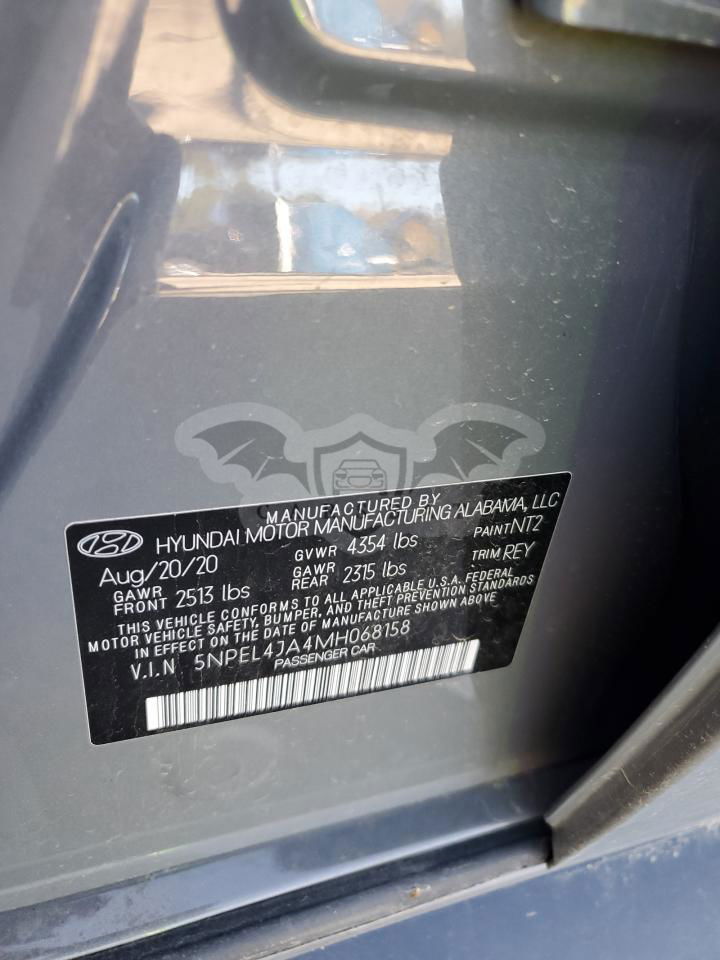 MANUFACTURED BY
HYUNDAI MOTOR MANUFACTURING ALABAMA, LLC
Aug/20/20 GVWR 4354 lbs PAINT NT2
GAWR FRONT 2513 lbs GAWR REAR 2315 lbs TRIM REY
THIS VEHICLE CONFORMS TO ALL APPLICABLE U.S.A. FEDERAL
MOTOR VEHICLE SAFETY, BUMPER, AND THEFT PREVENTION STANDARDS
IN EFFECT ON THE DATE OF MANUFACTURE SHOWN ABOVE
V.I.N 5NPEL4JA4MH068158
PASSENGER CAR